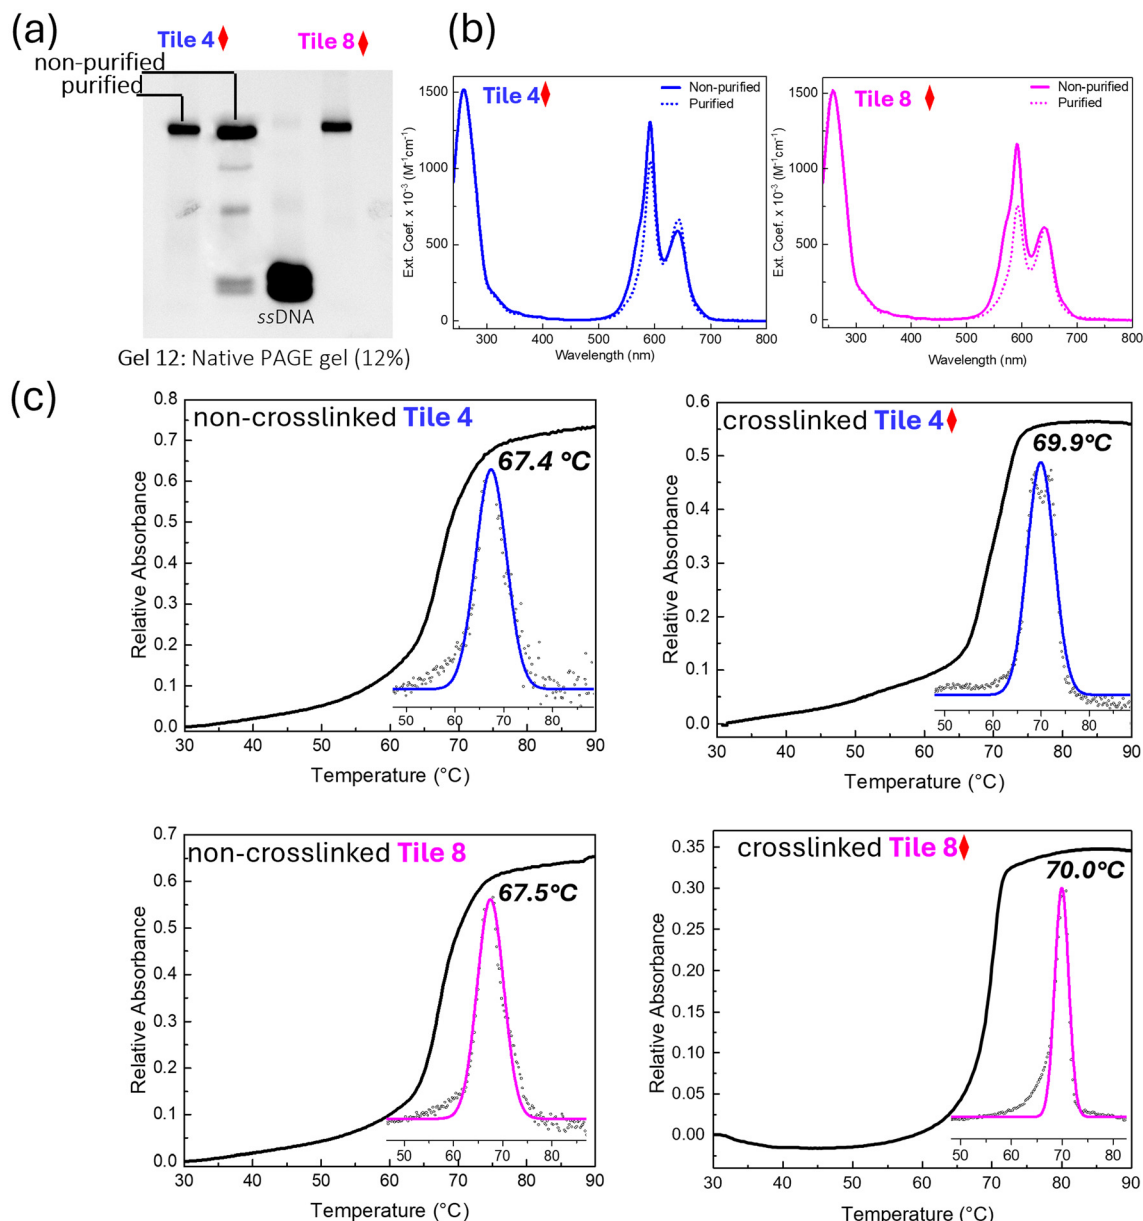 (a)
Tile 4
Tile 8
non-purified
purified
ssDNA
Gel 12: Native PAGE gel (12%)
(b)
Tile 4
Non-purified
Purified
Ext. Coef. x 10⁻³ (M⁻¹cm⁻¹)
1500
1000
500
0
300 400 500 600 700 800
Wavelength (nm)
Tile 8
Non-purified
Purified
Ext. Coef. x 10⁻³ (M⁻¹cm⁻¹)
1500
1000
500
0
300 400 500 600 700 800
Wavelength (nm)
(c)
non-crosslinked Tile 4
67.4 °C
Relative Absorbance
0.8
0.7
0.6
0.5
0.4
0.3
0.2
0.1
0.0
50 60 70 80
30 40 50 60 70 80 90
Temperature (°C)
crosslinked Tile 4
69.9°C
Relative Absorbance
0.6
0.5
0.4
0.3
0.2
0.1
0.0
50 60 70 80
30 40 50 60 70 80 90
Temperature (°C)
non-crosslinked Tile 8
67.5°C
Relative Absorbance
0.7
0.6
0.5
0.4
0.3
0.2
0.1
0.0
50 60 70 80
30 40 50 60 70 80 90
Temperature (°C)
crosslinked Tile 8
70.0°C
Relative Absorbance
0.35
0.30
0.25
0.20
0.15
0.10
0.05
0.00
50 60 70 80
30 40 50 60 70 80 90
Temperature (°C)